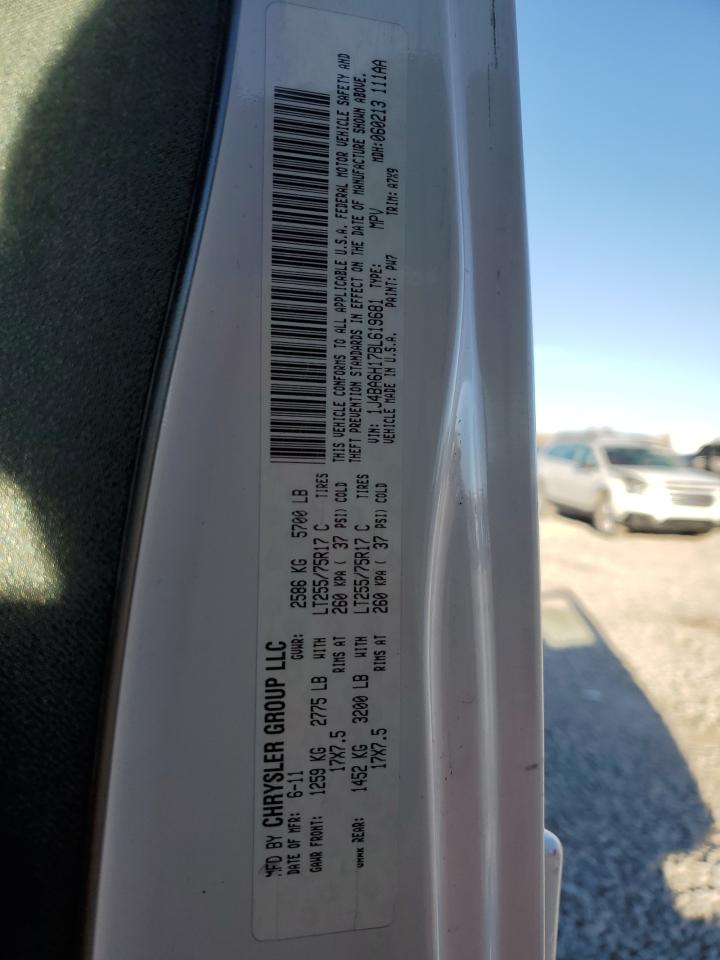 MFD BY CHRYSLER GROUP LLC
DATE OF MFR: 6-11 GVWR: 2586 KG 5700 LB
GAWR FRONT: 1259 KG 2775 LB WITH LT255/75R17 C TIRES
17X7.5 RIMS AT 260 KPA ( 37 PSI) COLD
REAR: 1452 KG 3200 LB WITH LT255/75R17 C TIRES
17X7.5 RIMS AT 260 KPA ( 37 PSI) COLD
THIS VEHICLE CONFORMS TO ALL APPLICABLE U.S.A. FEDERAL MOTOR VEHICLE SAFETY AND
THEFT PREVENTION STANDARDS IN EFFECT ON THE DATE OF MANUFACTURE SHOWN ABOVE.
VIN: 1J4BA6H17BL619681 TYPE: MPV MDH: 060213 111AA
VEHICLE MADE IN U.S.A. PAINT: PW7 TRIM: A7X9